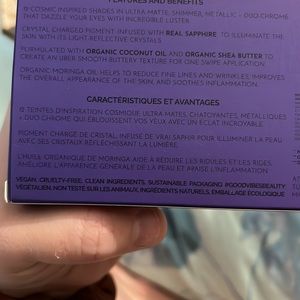 FEATURES AND BENEFITS
12 COSMIC INSPIRED SHADES IN ULTRA-MATTE, SHIMMER, METALLIC + DUO CHROME
THAT DAZZLE YOUR EYES WITH INCREDIBLE LUSTER
CRYSTAL CHARGED PIGMENT INFUSED WITH REAL SAPPHIRE TO ILLUMINATE THE
SKIN WITH ITS LIGHT REFLECTIVE CRYSTALS
FORMULATED WITH ORGANIC COCONUT OIL AND ORGANIC SHEA BUTTER TO
CREATE AN UBER SMOOTH BUTTERY TEXTURE FOR ONE SWIPE APPLICATION
ORGANIC MORINGA OIL HELPS TO REDUCE FINE LINES AND WRINKLES, IMPROVES
THE OVERALL APPEARANCE OF THE SKIN, AND SOOTHES INFLAMMATION.
CARACTÉRISTIQUES ET AVANTAGES
12 TEINTES D'INSPIRATION COSMIQUE ULTRA MATES, CHATOYANTES, MÉTALLIQUES
+ DUO CHROME QUI ÉBLOUISSENT VOS YEUX AVEC UN ÉCLAT INCROYABLE
PIGMENT CHARGÉ DE CRISTAL, INFUSÉ DE VRAI SAPHIR POUR ILLUMINER LA PEAU
AVEC SES CRISTAUX RÉFLÉCHISSANT LA LUMIÈRE.
L'HUILE ORGANIQUE DE MORINGA AIDE À RÉDUIRE LES RIDULES ET LES RIDES,
AMÉLIORE L'APPARENCE GÉNÉRALE DE LA PEAU ET APAISE L'INFLAMMATION
VEGAN, CRUELTY-FREE, CLEAN INGREDIENTS, SUSTAINABLE PACKAGING #GOODVIBESBEAUTY
VÉGÉTALIEN, NON TESTÉ SUR LES ANIMAUX, INGRÉDIENTS NATURELS, EMBALLAGE ÉCOLOGIQUE